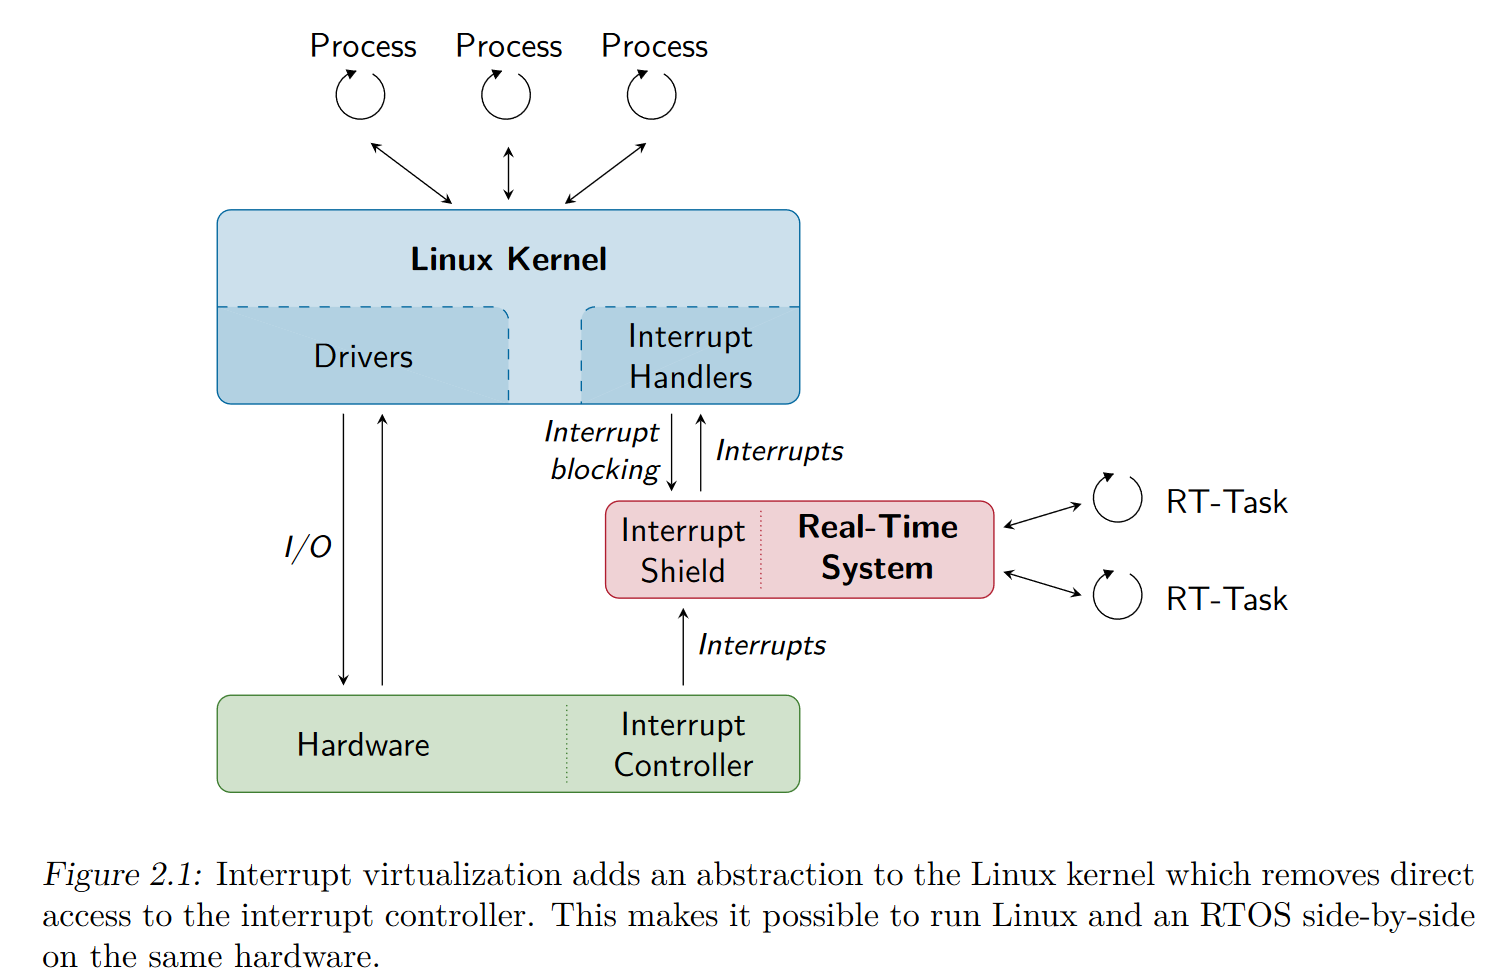 Process Process Process
Linux Kernel
Drivers
Interrupt
Handlers
Interrupt
blocking
Interrupts
I/O
Interrupt
Shield
Real-Time
System
RT-Task
RT-Task
Interrupts
Hardware
Interrupt
Controller
Figure 2.1: Interrupt virtualization adds an abstraction to the Linux kernel which removes direct
access to the interrupt controller. This makes it possible to run Linux and an RTOS side-by-side
on the same hardware.